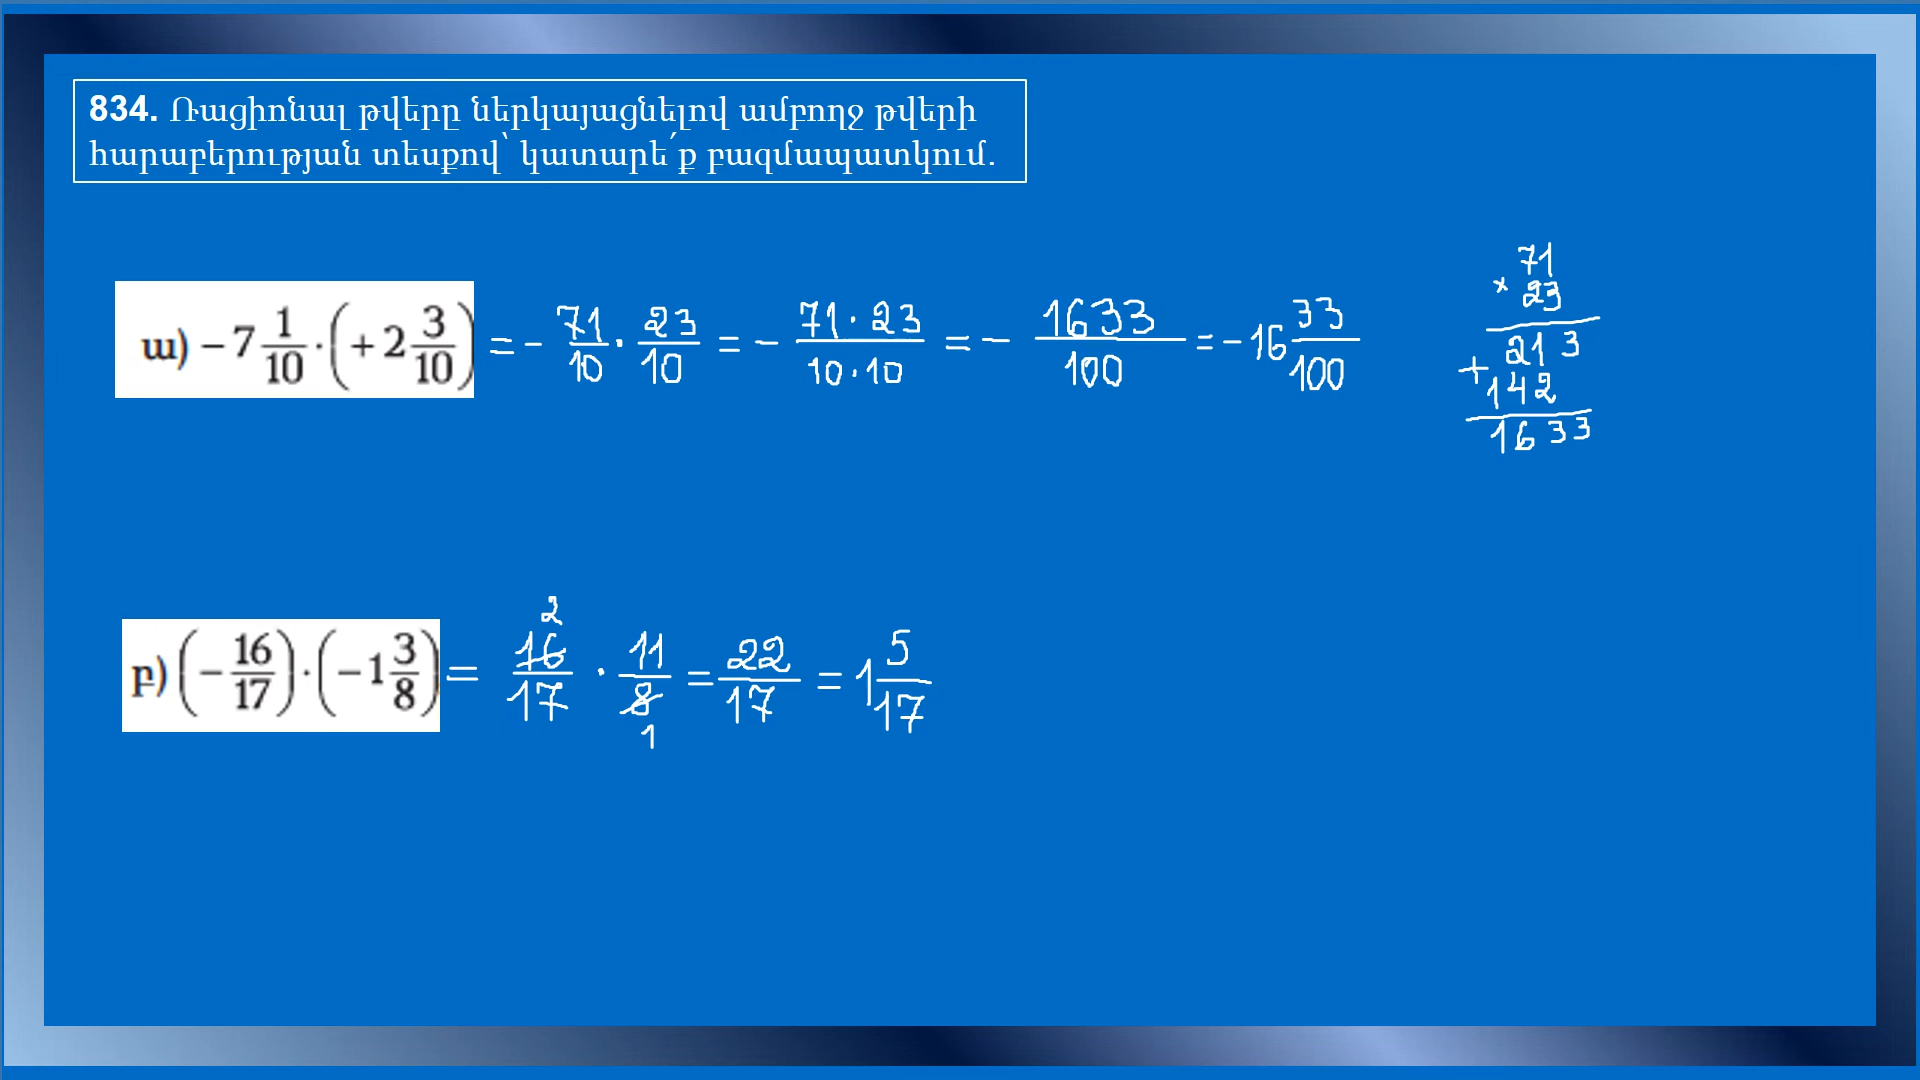 834. Ռացիոնալ թվերը ներկայացնելով ամբողջ թվերի
հարաբերության տեսքով՝ կատարե՛ք բազմապատկում.
ա) −7 1/10 · (+2 3/10) = − 71/10 · 23/10 = − 71·23/10·10 = − 1633/100 = −16 33/100
71
× 23
213
+ 142
1633
բ) (−16/17) · (−1 3/8) = 16/17 · 11/8 = 22/17 = 1 5/17
2
1